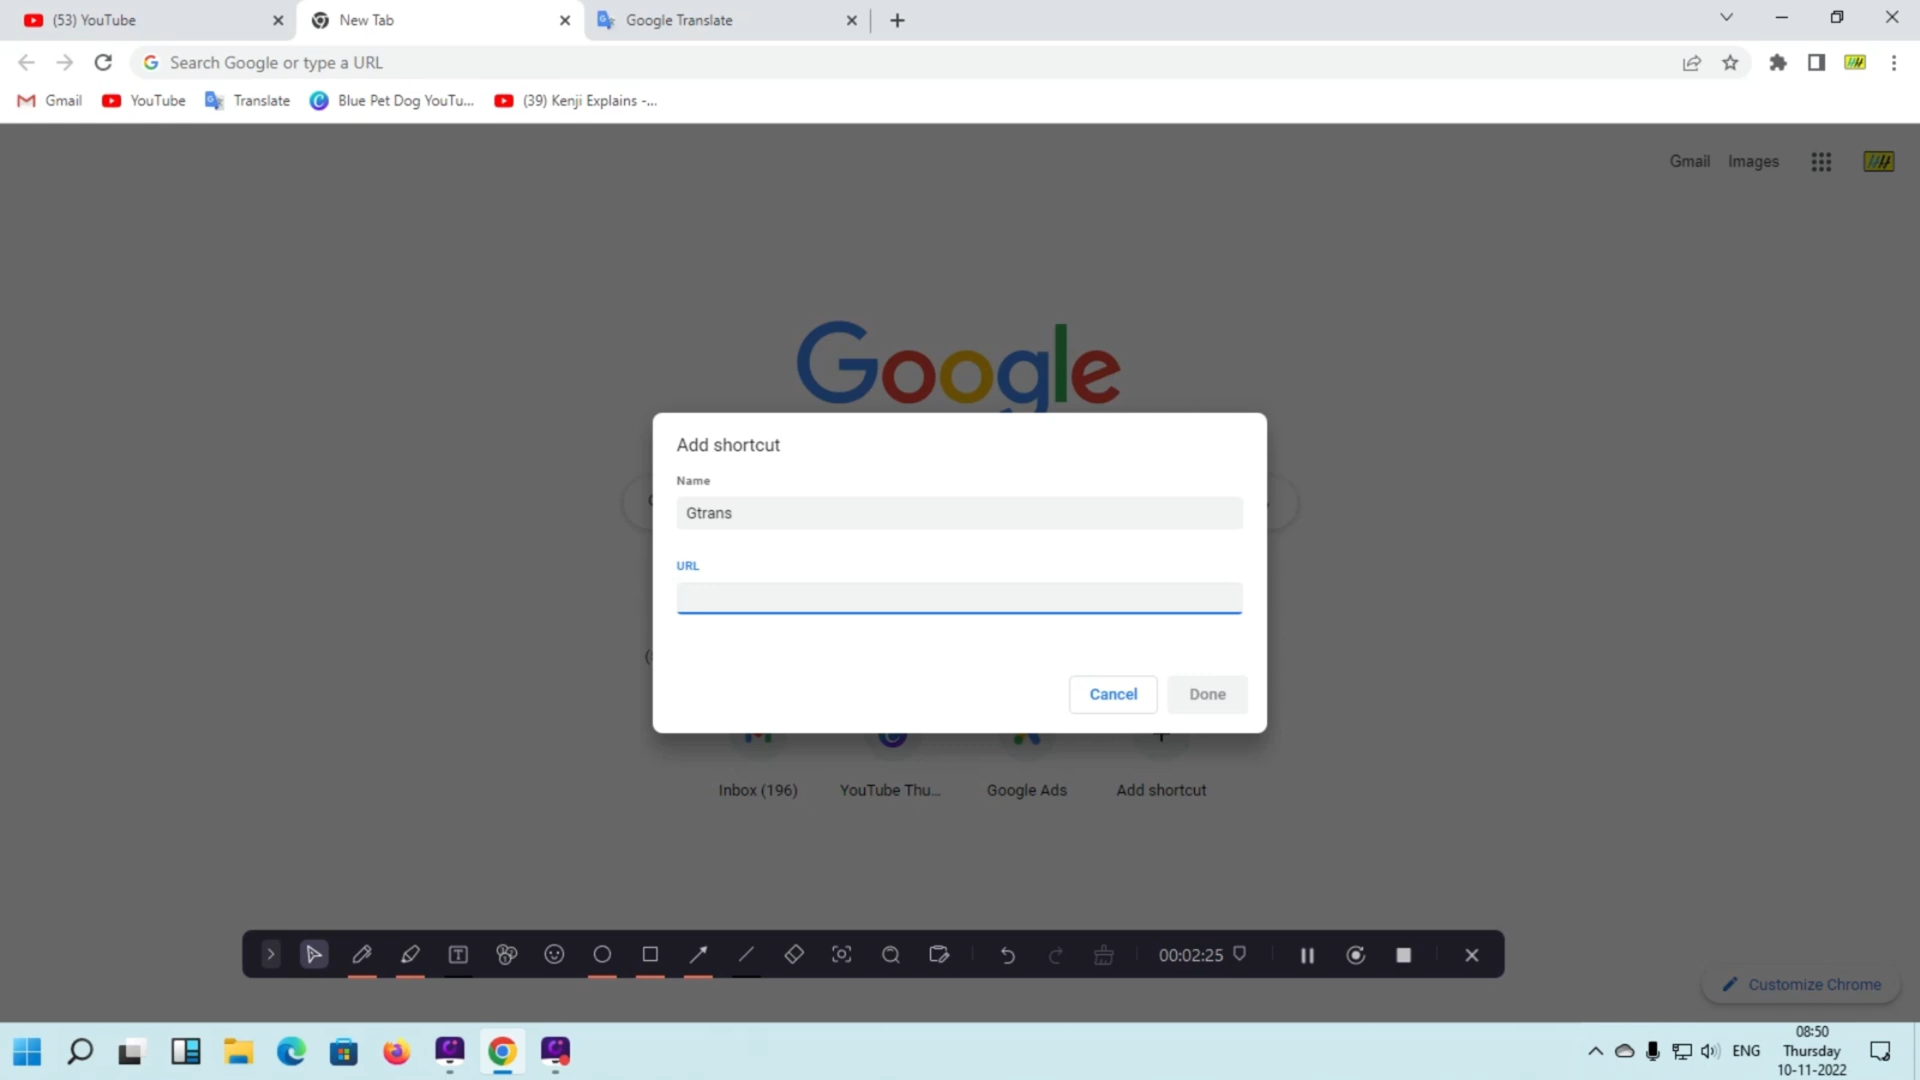 (53) YouTube
New Tab
Google Translate
Search Google or type a URL
Gmail
YouTube
Translate
Blue Pet Dog YouTu...
(39) Kenji Explains -...
Gmail
Images
Google
Add shortcut
Name
Gtrans
URL
Cancel
Done
Inbox (196)
YouTube Thu...
Google Ads
Add shortcut
00:02:25
Customize Chrome
ENG
08:50
Thursday
10-11-2022